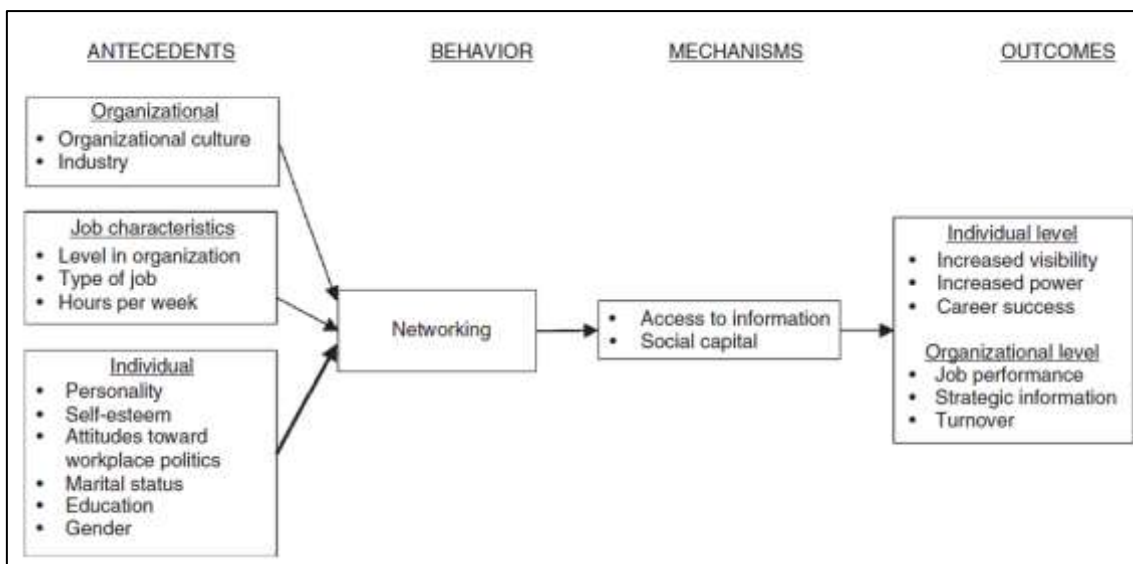 ANTECEDENTS
BEHAVIOR
MECHANISMS
OUTCOMES
Organizational
• Organizational culture
• Industry
Job characteristics
• Level in organization
• Type of job
• Hours per week
Individual
• Personality
• Self-esteem
• Attitudes toward
workplace politics
• Marital status
• Education
• Gender
Networking
• Access to information
• Social capital
Individual level
• Increased visibility
• Increased power
• Career success
Organizational level
• Job performance
• Strategic information
• Turnover